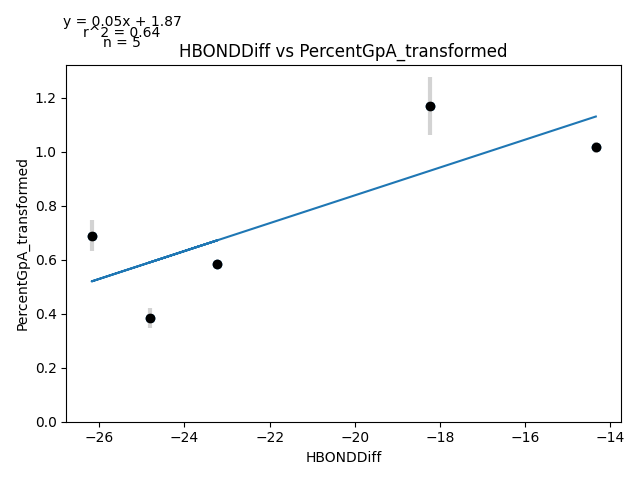 y = 0.05x + 1.87
r^2 = 0.64
n = 5
HBONDDiff vs PercentGpA_transformed
PercentGpA_transformed
1.2
1.0
0.8
0.6
0.4
0.2
0.0
−26
−24
−22
−20
−18
−16
−14
HBONDDiff